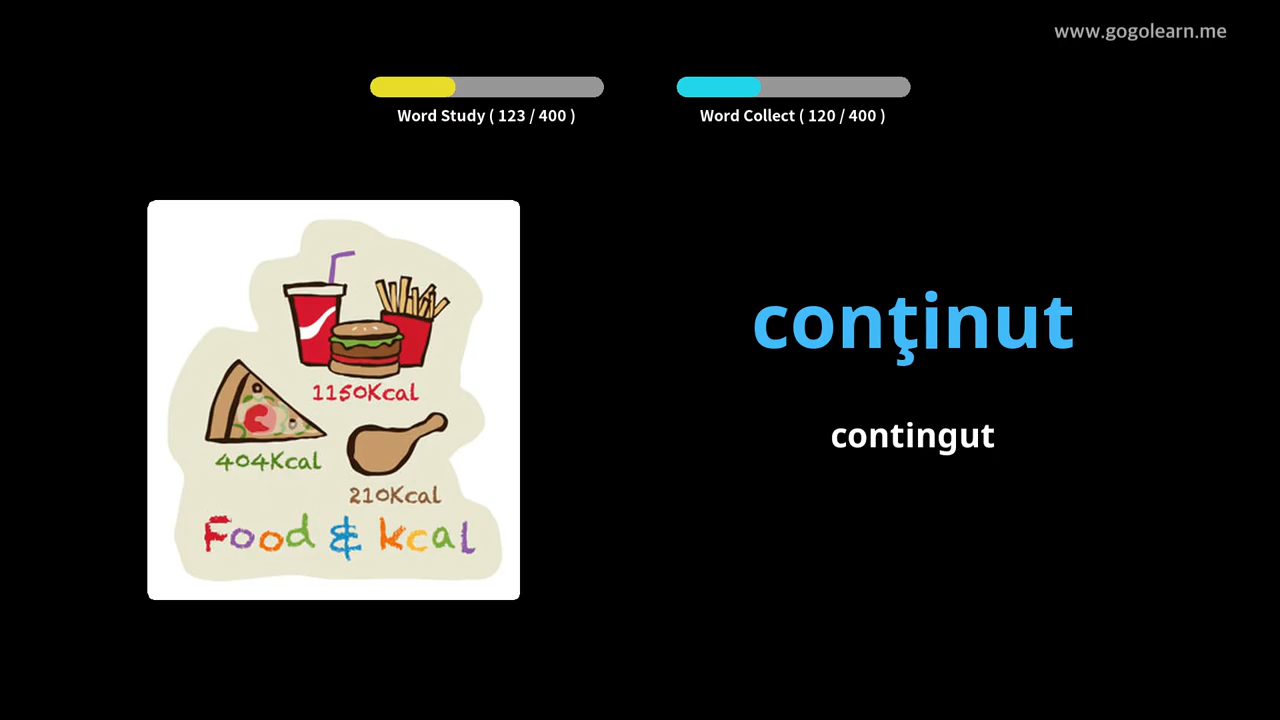 www.gogolearn.me
Word Study ( 123 / 400 )
Word Collect ( 120 / 400 )
1150Kcal
404Kcal
210Kcal
Food & kcal
conţinut
contingut